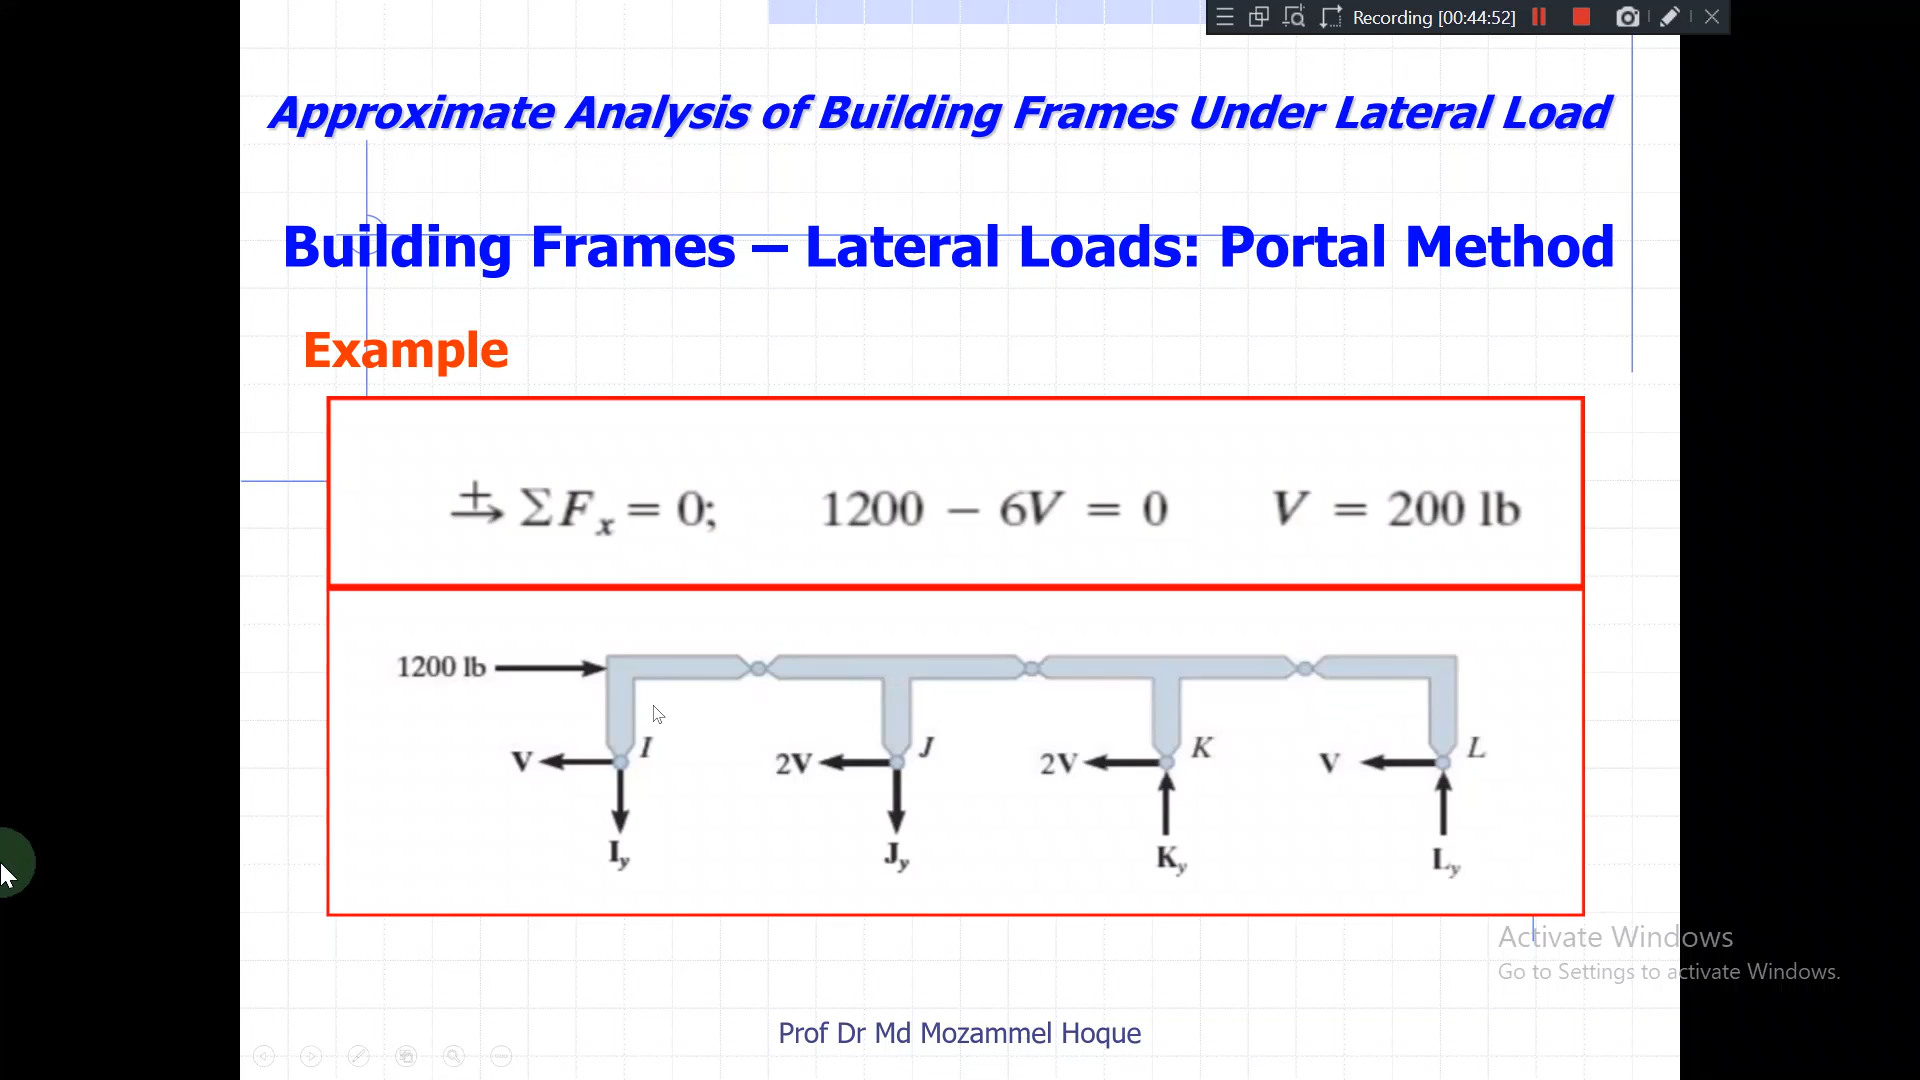 Recording [00:44:52]
Approximate Analysis of Building Frames Under Lateral Load
Building Frames – Lateral Loads: Portal Method
Example
+→ ΣFx = 0; 1200 − 6V = 0 V = 200 lb
1200 lb
V I 2V J 2V K V L
Iy Jy Ky Ly
Activate Windows
Go to Settings to activate Windows.
Prof Dr Md Mozammel Hoque